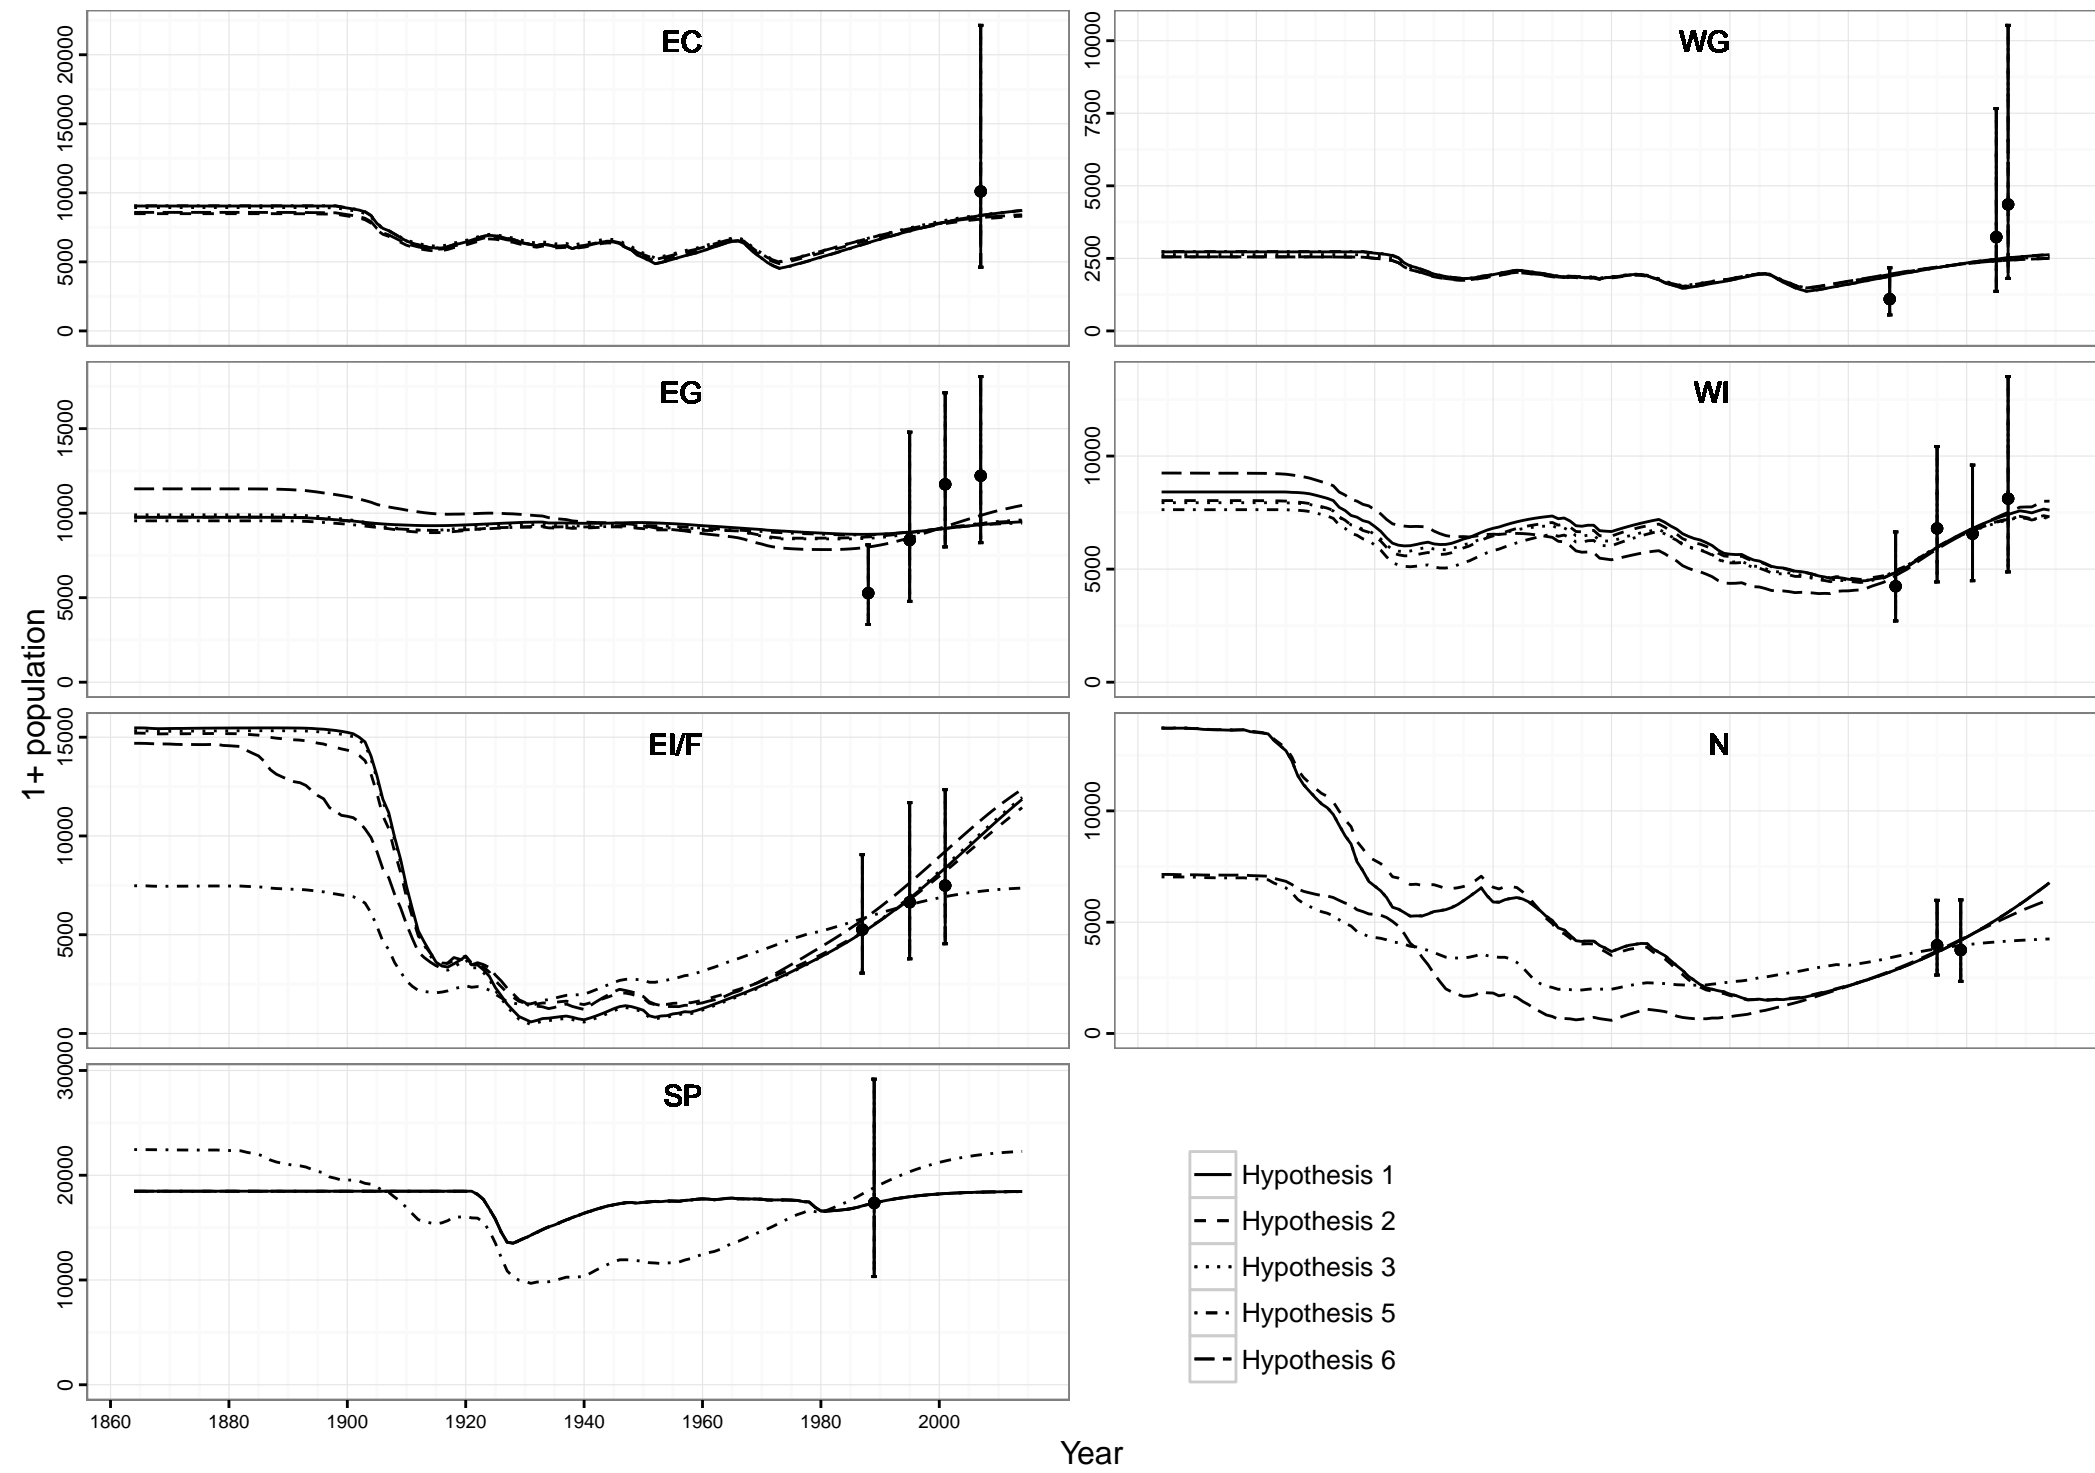 1+ population
EC
0
5000
10000
15000
20000
WG
0
2500
5000
7500
10000
EG
0
5000
10000
15000
WI
0
5000
10000
EI/F
0
5000
10000
15000
N
0
5000
10000
SP
0
10000
20000
30000
1860 1880 1900 1920 1940 1960 1980 2000
Year
Hypothesis 1
Hypothesis 2
Hypothesis 3
Hypothesis 5
Hypothesis 6